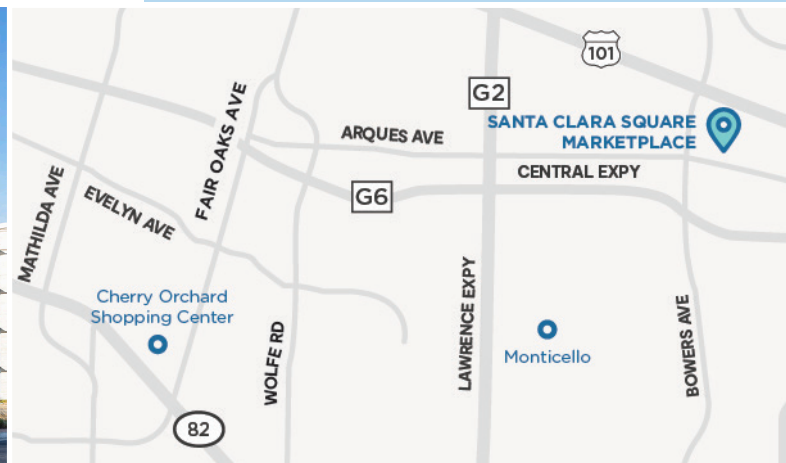 101
G2
SANTA CLARA SQUARE
MARKETPLACE
ARQUES AVE
FAIR OAKS AVE
CENTRAL EXPY
G6
MATHILDA AVE
EVELYN AVE
Cherry Orchard
Shopping Center
WOLFE RD
LAWRENCE EXPY
Monticello
BOWERS AVE
82